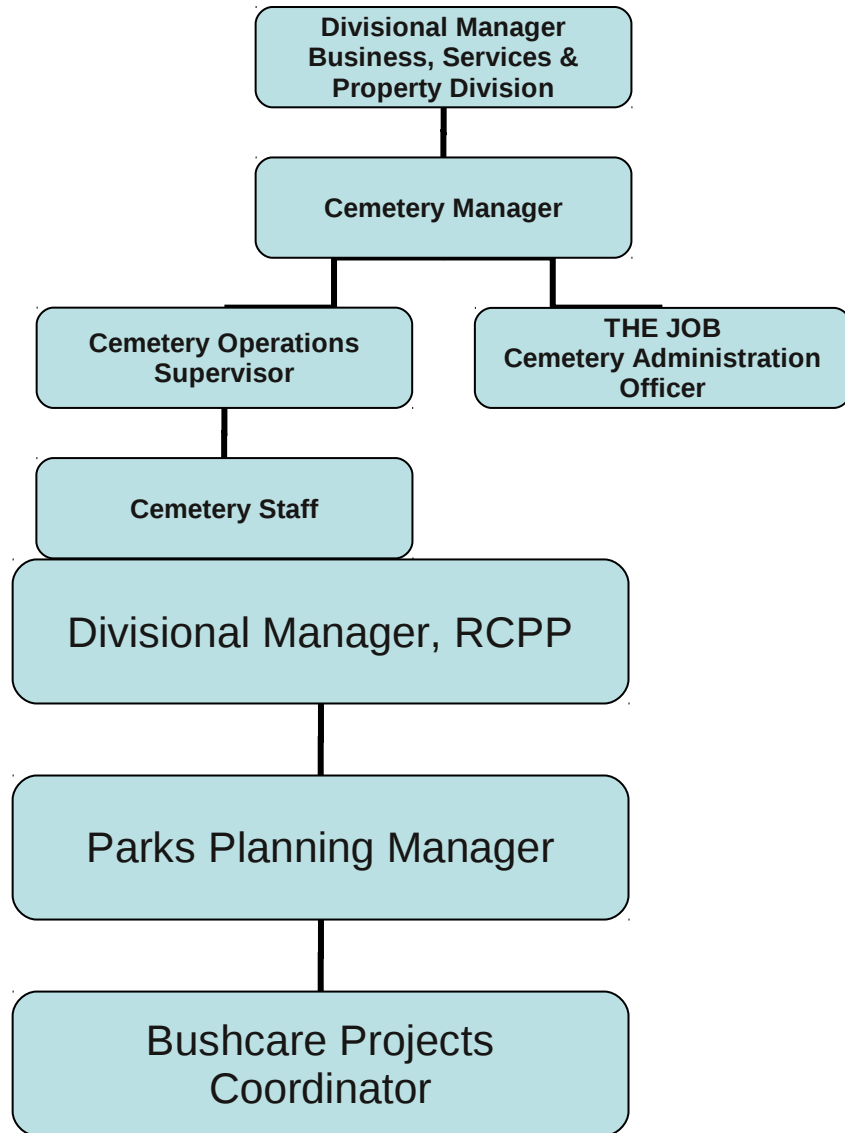 Divisional Manager
Business, Services &
Property Division
Cemetery Manager
Cemetery Operations
Supervisor
THE JOB
Cemetery Administration
Officer
Cemetery Staff
Divisional Manager, RCPP
Parks Planning Manager
Bushcare Projects
Coordinator